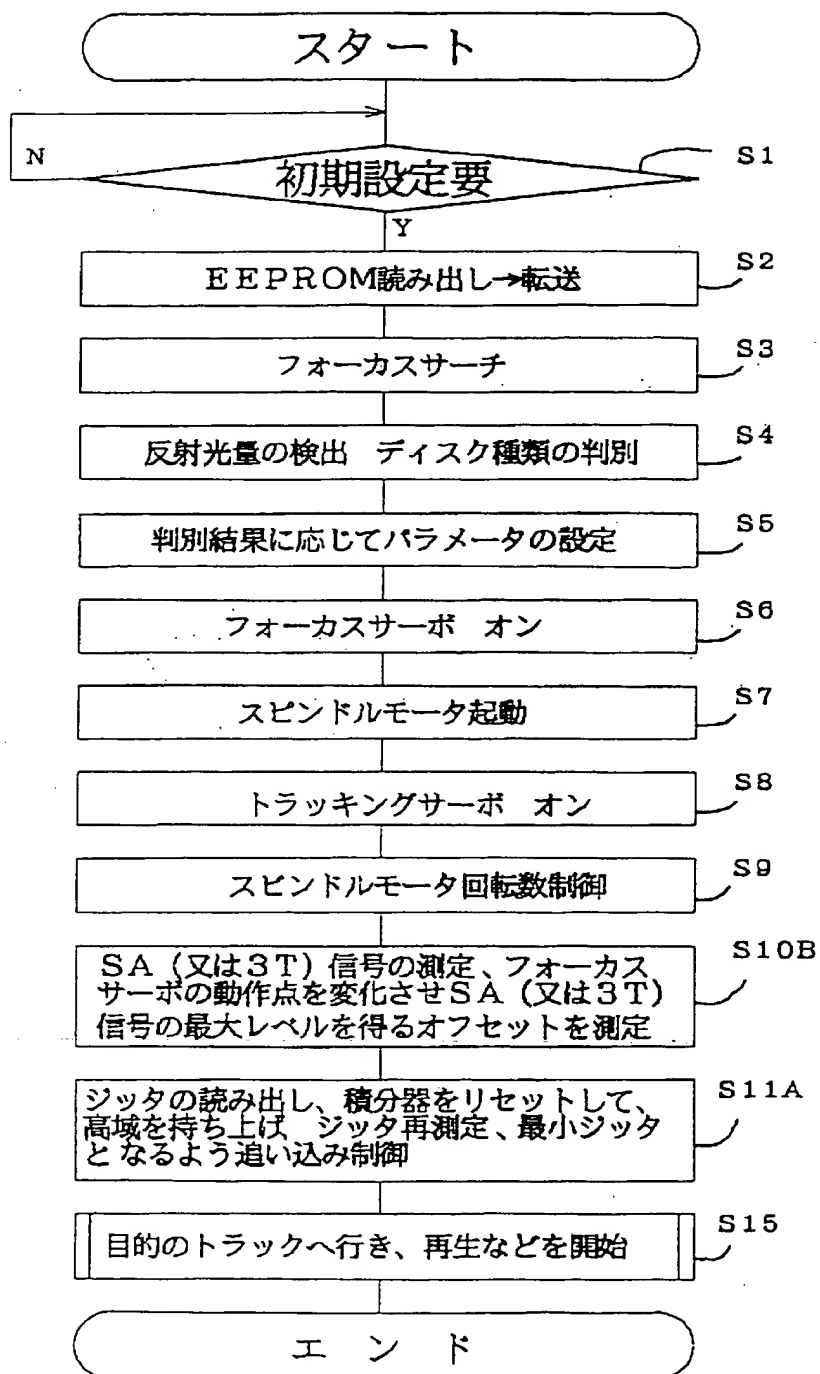 スタート
N
初期設定要
S1
Y
EEPROM読み出し→転送
S2
フォーカスサーチ
S3
反射光量の検出 ディスク種類の判別
S4
判別結果に応じてパラメータの設定
S5
フォーカスサーボ オン
S6
スピンドルモータ起動
S7
トラッキングサーボ オン
S8
スピンドルモータ回転数制御
S9
SA(又は3T)信号の測定、フォーカス
サーボの動作点を変化させSA(又は3T)
信号の最大レベルを得るオフセットを測定
S10B
ジッタの読み出し、積分器をリセットして、
高域を持ち上げ ジッタ再測定、最小ジッタ
となるよう追い込み制御
S11A
目的のトラックへ行き、再生などを開始
S15
エンド